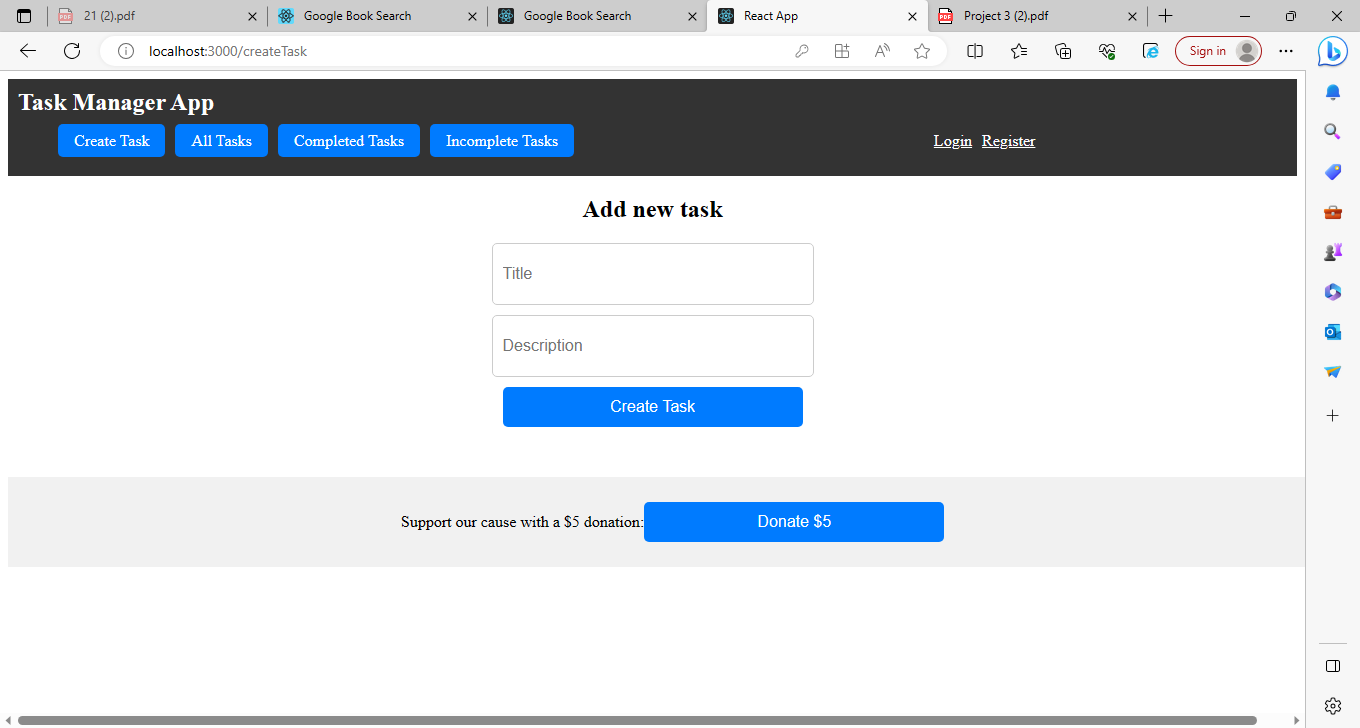 21 (2).pdf
Google Book Search
Google Book Search
React App
Project 3 (2).pdf
localhost:3000/createTask
Sign in
Task Manager App
Create Task
All Tasks
Completed Tasks
Incomplete Tasks
Login
Register
Add new task
Title
Description
Create Task
Support our cause with a $5 donation:
Donate $5